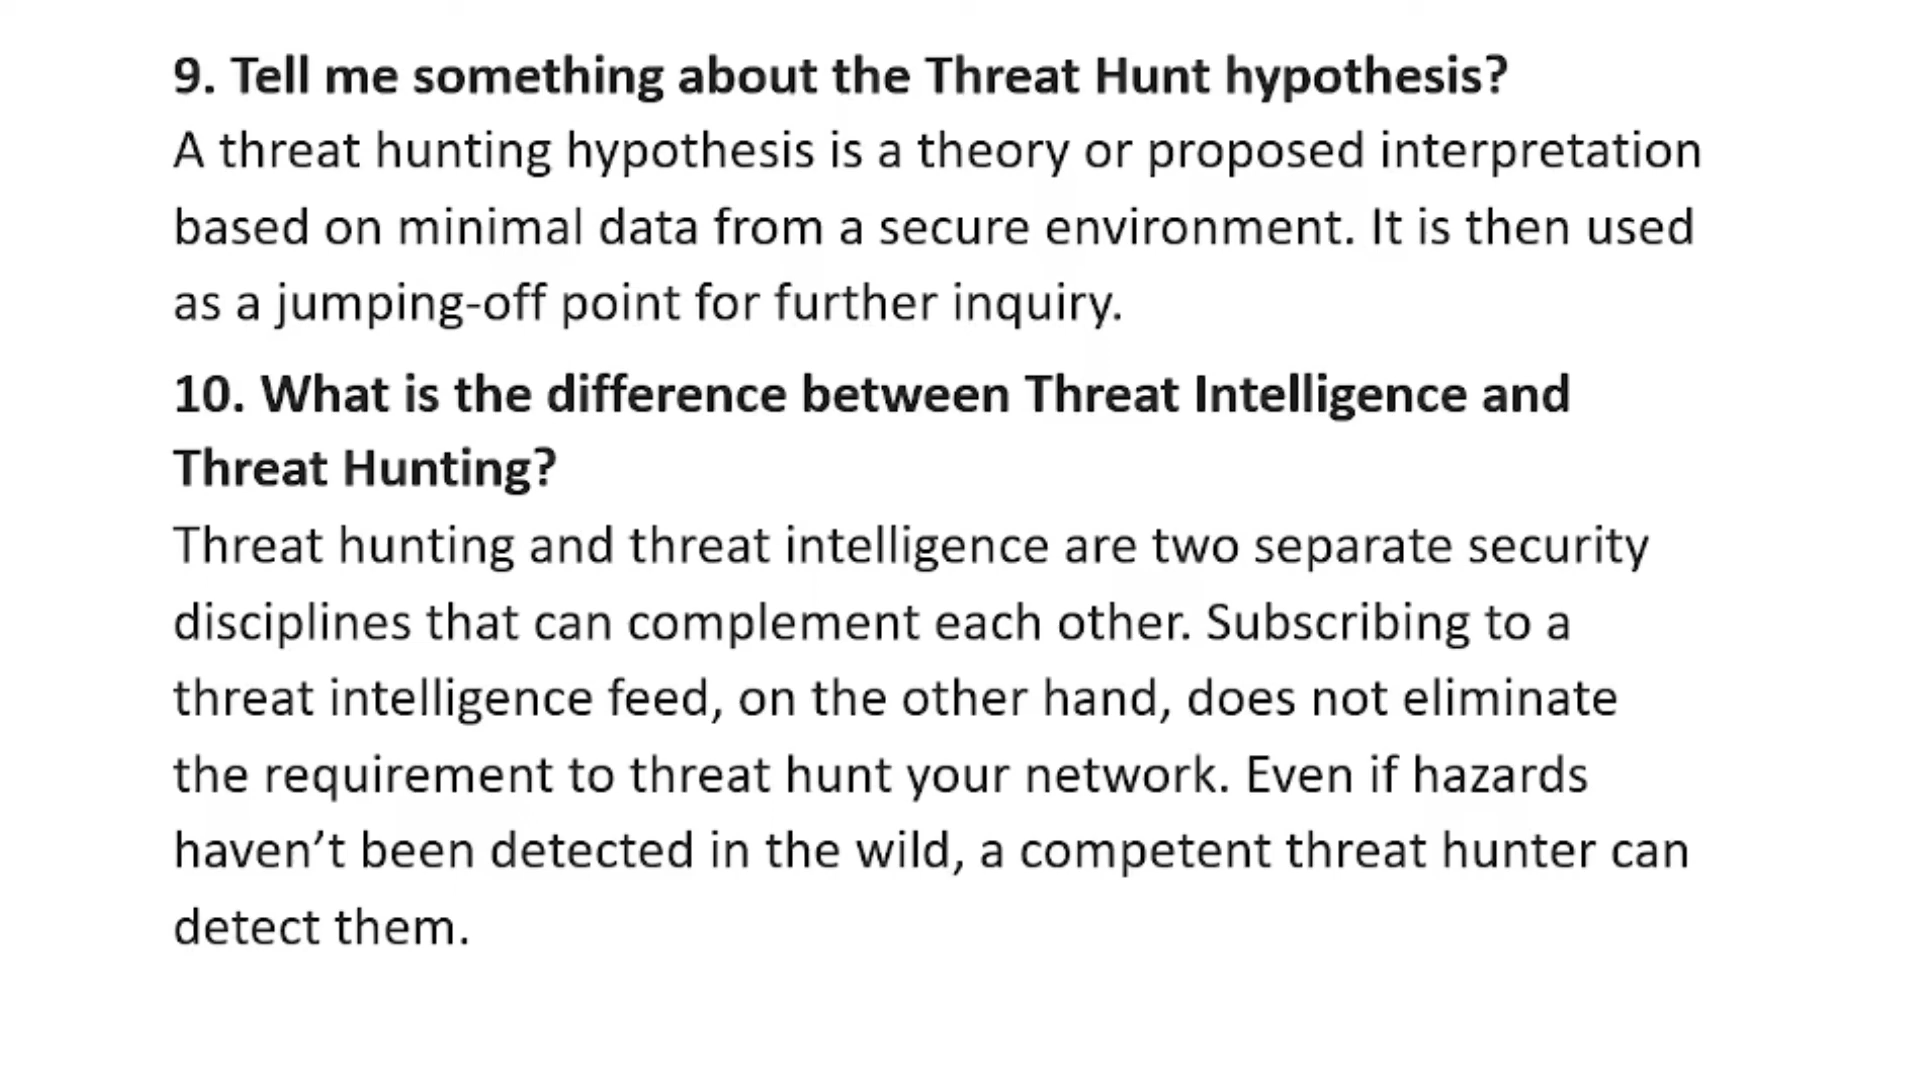 9. Tell me something about the Threat Hunt hypothesis?
A threat hunting hypothesis is a theory or proposed interpretation
based on minimal data from a secure environment. It is then used
as a jumping-off point for further inquiry.
10. What is the difference between Threat Intelligence and
Threat Hunting?
Threat hunting and threat intelligence are two separate security
disciplines that can complement each other. Subscribing to a
threat intelligence feed, on the other hand, does not eliminate
the requirement to threat hunt your network. Even if hazards
haven’t been detected in the wild, a competent threat hunter can
detect them.